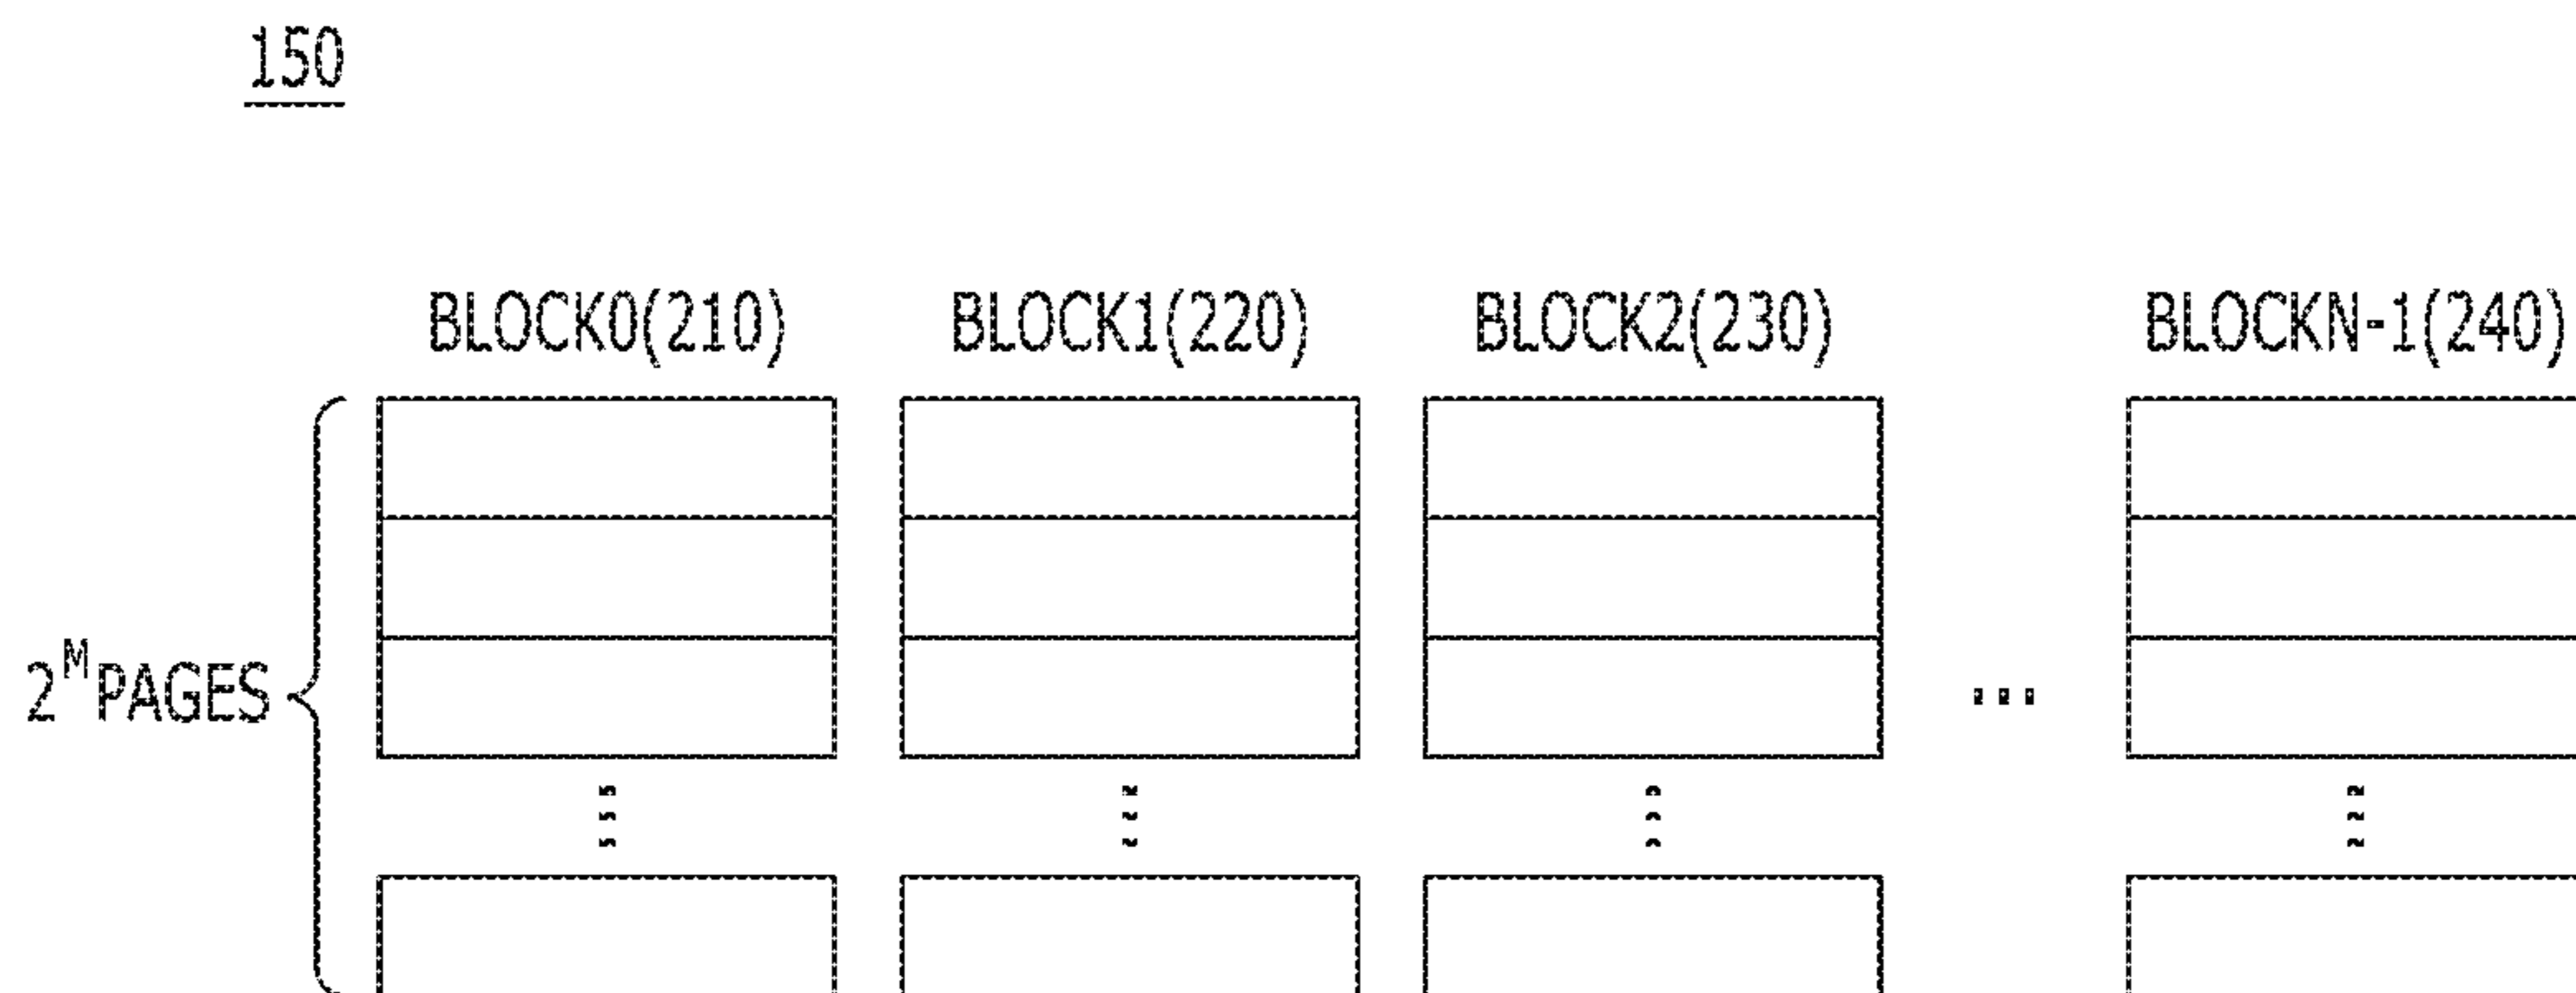 150
BLOCK0(210) BLOCK1(220) BLOCK2(230) BLOCKN-1(240)
2^M PAGES
...